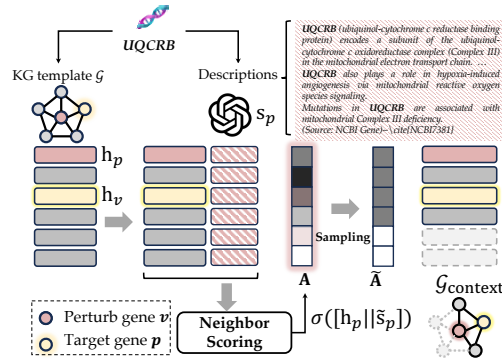 UQCRB
KG template 𝒢
Descriptions
s_p
UQCRB (ubiquinol-cytochrome c reductase binding
protein) encodes a subunit of the ubiquinol-
cytochrome c oxidoreductase complex (Complex III)
in the mitochondrial electron transport chain. …
UQCRB also plays a role in hypoxia-induced
angiogenesis via mitochondrial reactive oxygen
species signaling.
Mutations in UQCRB are associated with
mitochondrial Complex III deficiency.
(Source: NCBI Gene)~\cite{NCBI7381}
h_p
h_v
Sampling
A
Ã
𝒢context
σ([h_p||s̃_p])
Neighbor
Scoring
Perturb gene v
Target gene p